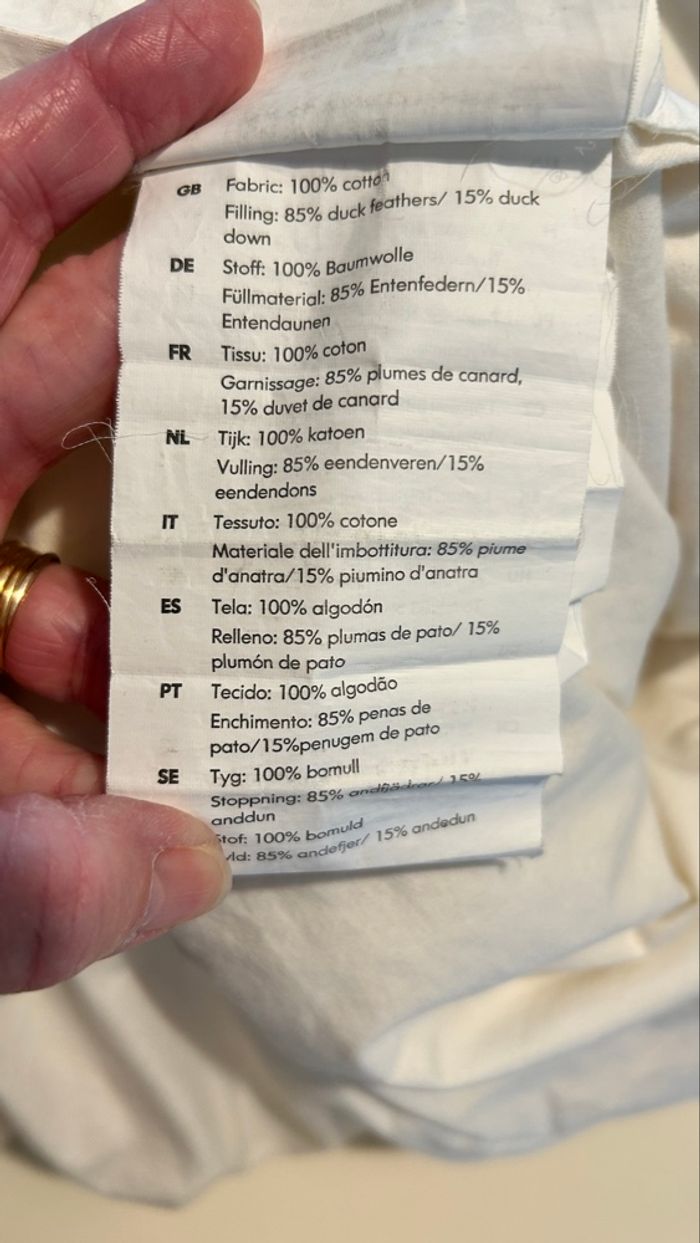 GB Fabric: 100% cotton
Filling: 85% duck feathers/ 15% duck
down
DE Stoff: 100% Baumwolle
Füllmaterial: 85% Entenfedern/15%
Entendaunen
FR Tissu: 100% coton
Garnissage: 85% plumes de canard,
15% duvet de canard
NL Tijk: 100% katoen
Vulling: 85% eendenveren/15%
eendendons
IT Tessuto: 100% cotone
Materiale dell'imbottitura: 85% piume
d'anatra/15% piumino d'anatra
ES Tela: 100% algodón
Relleno: 85% plumas de pato/ 15%
plumón de pato
PT Tecido: 100% algodão
Enchimento: 85% penas de
pato/15%penugem de pato
SE Tyg: 100% bomull
Stoppning: 85% andfjädrar/ 15%
anddun
Stof: 100% bomuld
85% andefjer/ 15% andedun